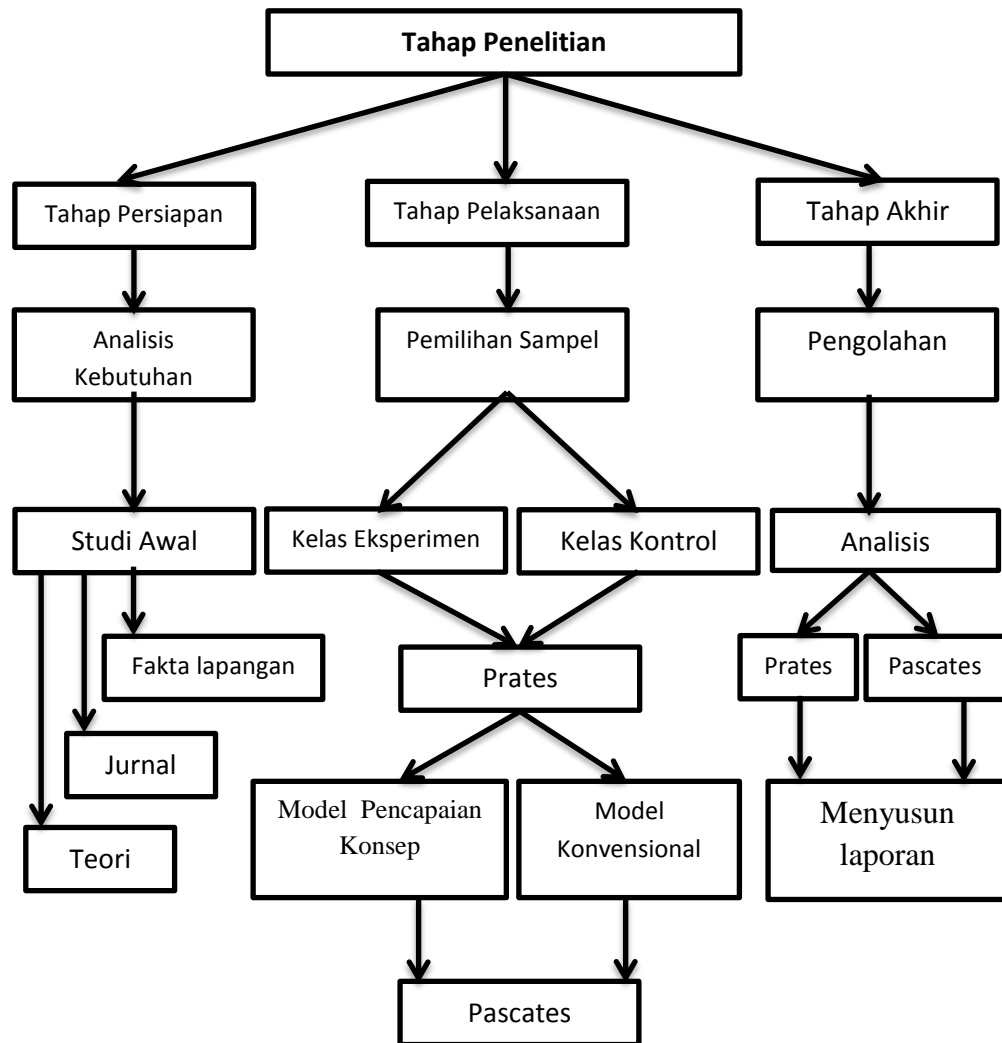 Tahap Penelitian
Tahap Persiapan
Tahap Pelaksanaan
Tahap Akhir
Analisis
Kebutuhan
Pemilihan Sampel
Pengolahan
Studi Awal
Kelas Eksperimen
Kelas Kontrol
Analisis
Fakta lapangan
Prates
Prates
Pascates
Jurnal
Teori
Model Pencapaian
Konsep
Model
Konvensional
Menyusun
laporan
Pascates